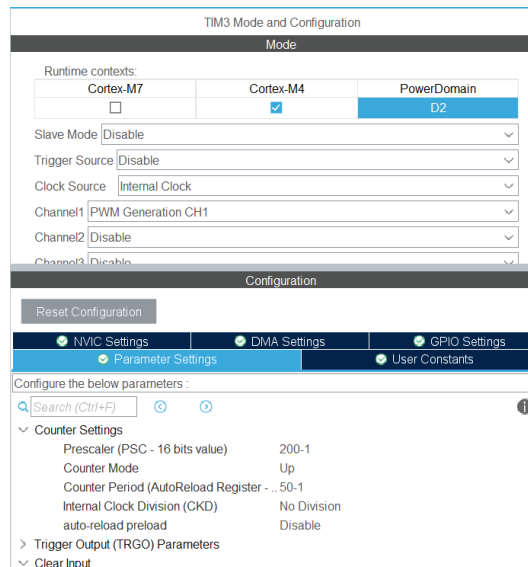 TIM3 Mode and Configuration
Mode
Runtime contexts:
Cortex-M7 Cortex-M4 PowerDomain
D2
Slave Mode Disable
Trigger Source Disable
Clock Source Internal Clock
Channel1 PWM Generation CH1
Channel2 Disable
Channel3 Disable
Configuration
Reset Configuration
NVIC Settings DMA Settings GPIO Settings
Parameter Settings User Constants
Configure the below parameters :
Search (Ctrl+F)
Counter Settings
Prescaler (PSC - 16 bits value) 200-1
Counter Mode Up
Counter Period (AutoReload Register - .. 50-1
Internal Clock Division (CKD) No Division
auto-reload preload Disable
Trigger Output (TRGO) Parameters
Clear Input